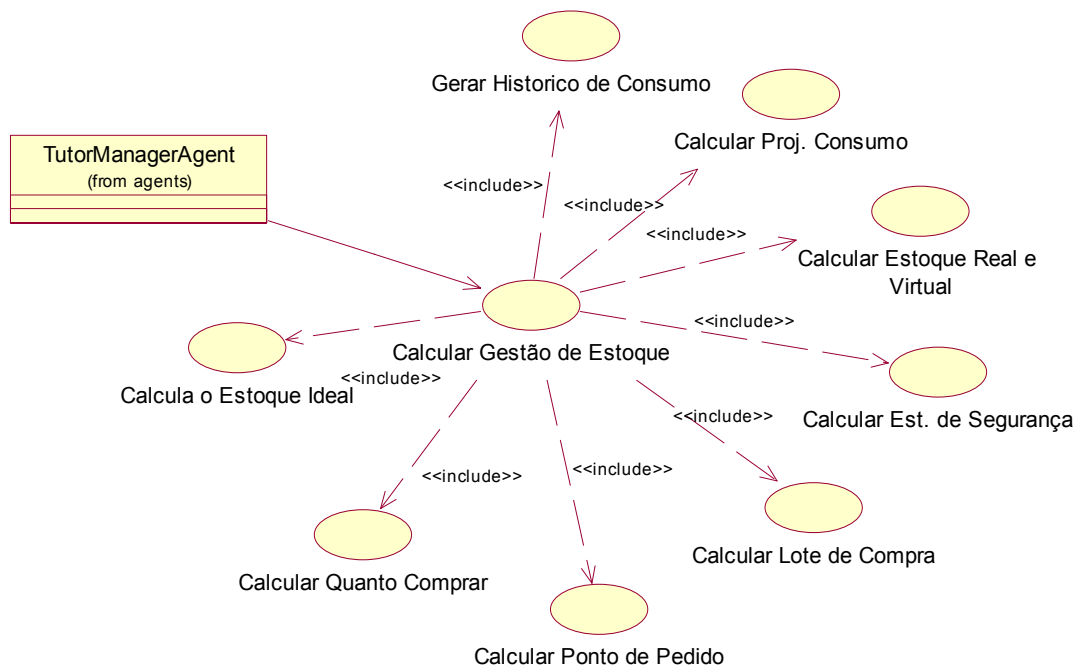 Gerar Historico de Consumo
Calcular Proj. Consumo
TutorManagerAgent
(from agents)
<<include>>
<<include>>
<<include>>
Calcular Estoque Real e
Virtual
<<include>>
Calcular Gestão de Estoque
<<include>>
Calcula o Estoque Ideal
Calcular Est. de Segurança
<<include>>
<<include>>
<<include>>
Calcular Lote de Compra
Calcular Quanto Comprar
Calcular Ponto de Pedido